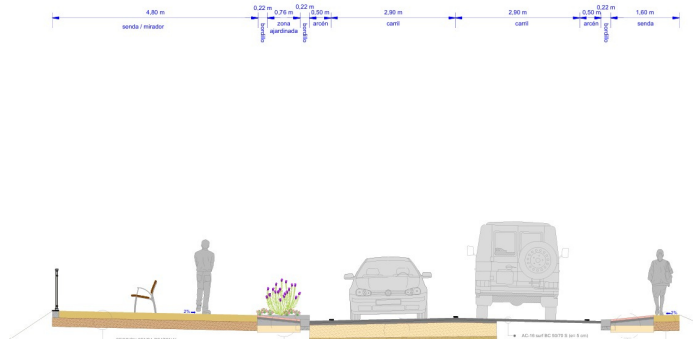 0,22 m 0,22 m
4,80 m 0,76 m 0,50 m 2,90 m 2,90 m 0,50 m 0,22 m 1,60 m
senda / mirador bordillo zona ajardinada bordillo arcén carril carril arcén bordillo senda
2% 2%
AC-16 surf BC 50/70 S (e= 5 cm)